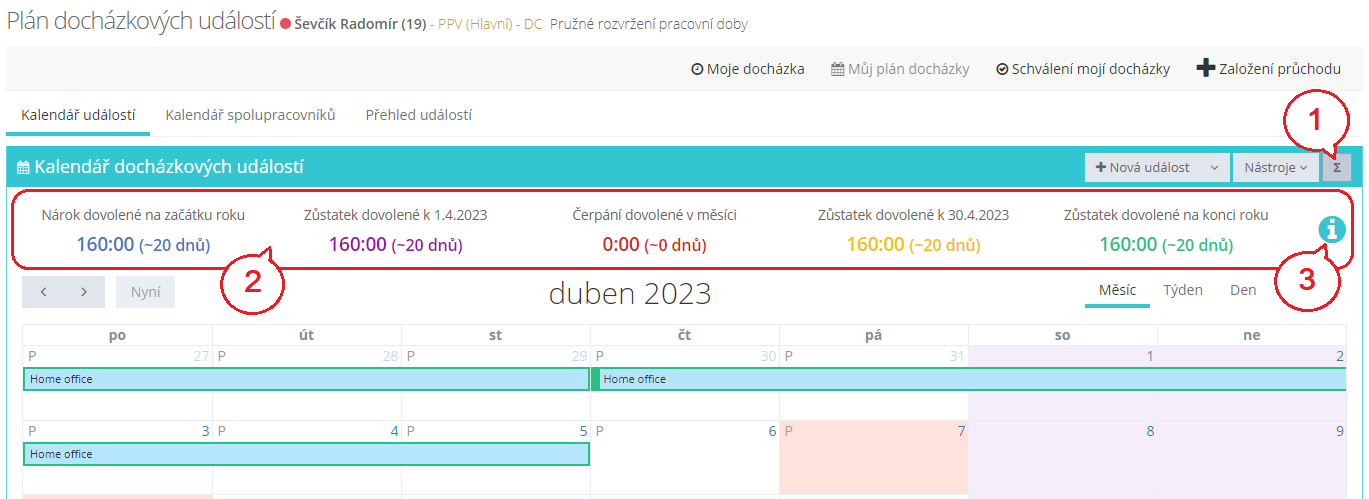 Plán docházkových událostí Ševčík Radomír (19) - PPV (Hlavní) - DC Pružné rozvržení pracovní doby
Moje docházka Můj plán docházky Schválení mojí docházky Založení průchodu
Kalendář událostí Kalendář spolupracovníků Přehled událostí
1
Kalendář docházkových událostí Nová událost Nástroje Σ
Nárok dovolené na začátku roku Zůstatek dovolené k 1.4.2023 Čerpání dovolené v měsíci Zůstatek dovolené k 30.4.2023 Zůstatek dovolené na konci roku
160:00 (~20 dnů) 160:00 (~20 dnů) 0:00 (~0 dnů) 160:00 (~20 dnů) 160:00 (~20 dnů)
2 3
< > Nyní duben 2023 Měsíc Týden Den
po út st čt pá so ne
P 27 P 28 P 29 P 30 P 31 1 2
Home office Home office
P 3 P 4 P 5 P 6 P 7 8 9
Home office